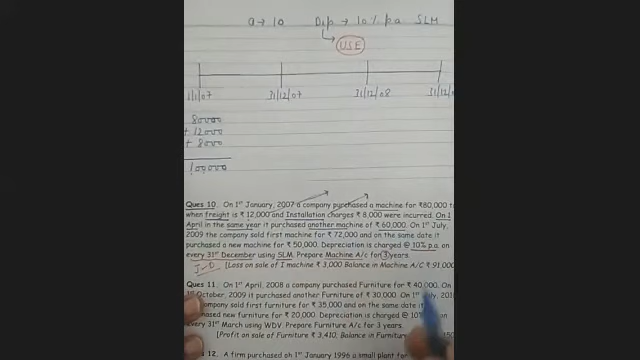 Q → 10 Dep → 10% p.a SLM
USE
1/1/07 31/12/07 31/12/08 31/12/
80000
+ 12000
+ 8000
100000
Ques 10. On 1st January, 2007 a company purchased a machine for ₹80,000
when freight is ₹ 12,000 and Installation charges ₹ 8,000 were incurred. On 1
April in the same year it purchased another machine of ₹ 60,000. On 1st July,
2009 the company sold first machine for ₹ 72,000 and on the same date it
purchased a new machine for ₹ 50,000. Depreciation is charged @ 10% p.a. on
every 31st December using SLM. Prepare Machine A/c for 3 years.
[Loss on sale of I machine ₹ 3,000 Balance in Machine A/C ₹ 91,000
Ques 11. On 1st April, 2008 a company purchased Furniture for ₹ 40,000. On
October, 2009 it purchased another Furniture of ₹ 30,000. On 1st July, 201
company sold first furniture for ₹ 35,000 and on the same date it
purchased new furniture for ₹ 20,000. Depreciation is charged @ 10%
every 31st March using WDV. Prepare Furniture A/c for 3 years.
[Profit on sale of ₹ 3,410, Balance in Furniture
12. A firm purchased on 1st January 1996 a small plant for